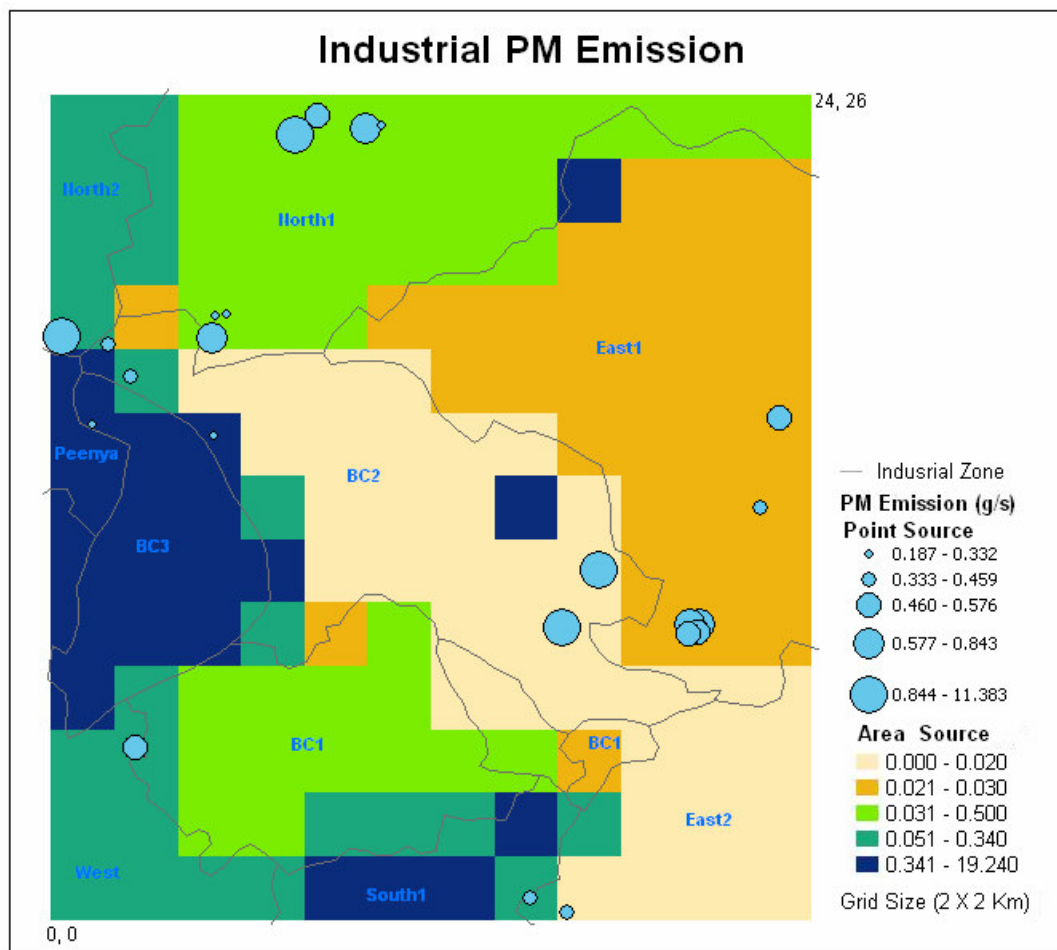 Industrial PM Emission
24, 26
North2
North1
East1
Peenya
BC2
BC3
BC1
BC1
East2
West
South1
0, 0
Indusrial Zone
PM Emission (g/s)
Point Source
0.187 - 0.332
0.333 - 0.459
0.460 - 0.576
0.577 - 0.843
0.844 - 11.383
Area Source
0.000 - 0.020
0.021 - 0.030
0.031 - 0.500
0.051 - 0.340
0.341 - 19.240
Grid Size (2 X 2 Km)